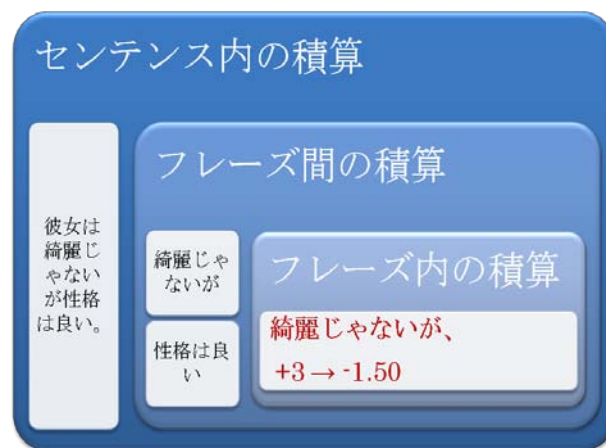 センテンス内の積算
フレーズ間の積算
彼女は
綺麗じ
ゃない
が性格
は良い。
綺麗じゃ
ないが
性格は良
い
フレーズ内の積算
綺麗じゃないが、
+3 → -1.50